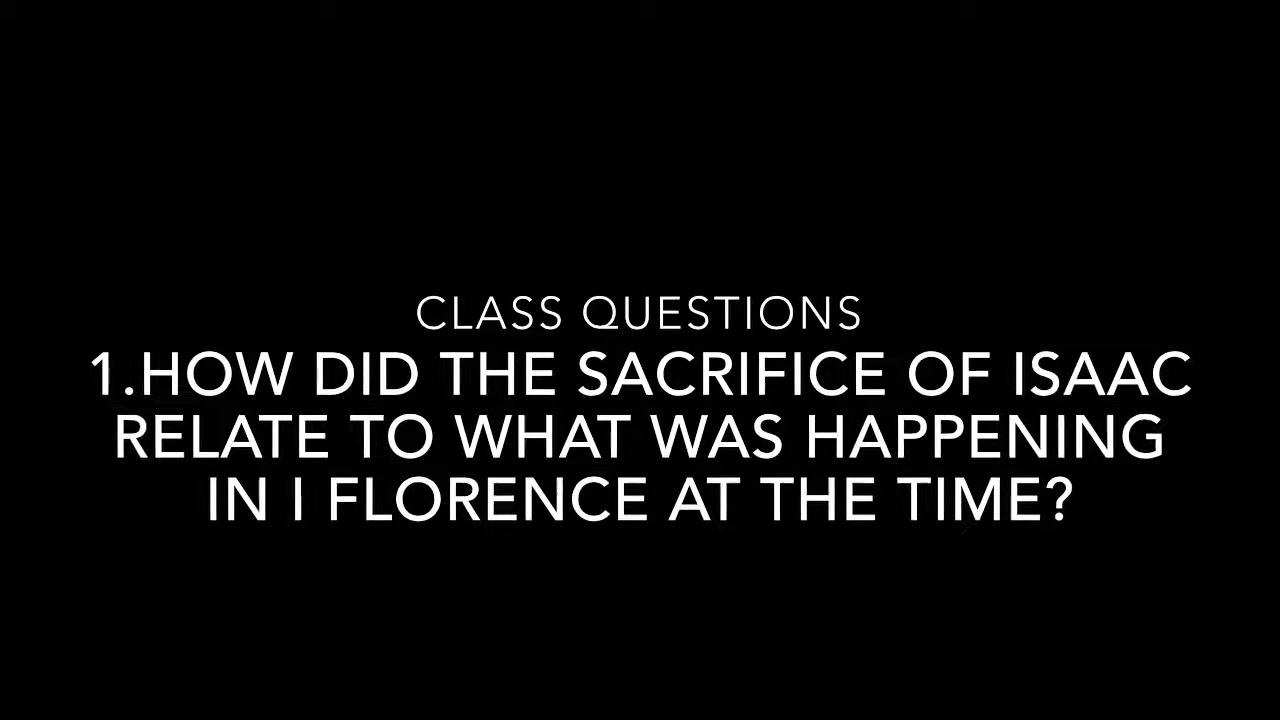 CLASS QUESTIONS
1.HOW DID THE SACRIFICE OF ISAAC
RELATE TO WHAT WAS HAPPENING
IN I FLORENCE AT THE TIME?